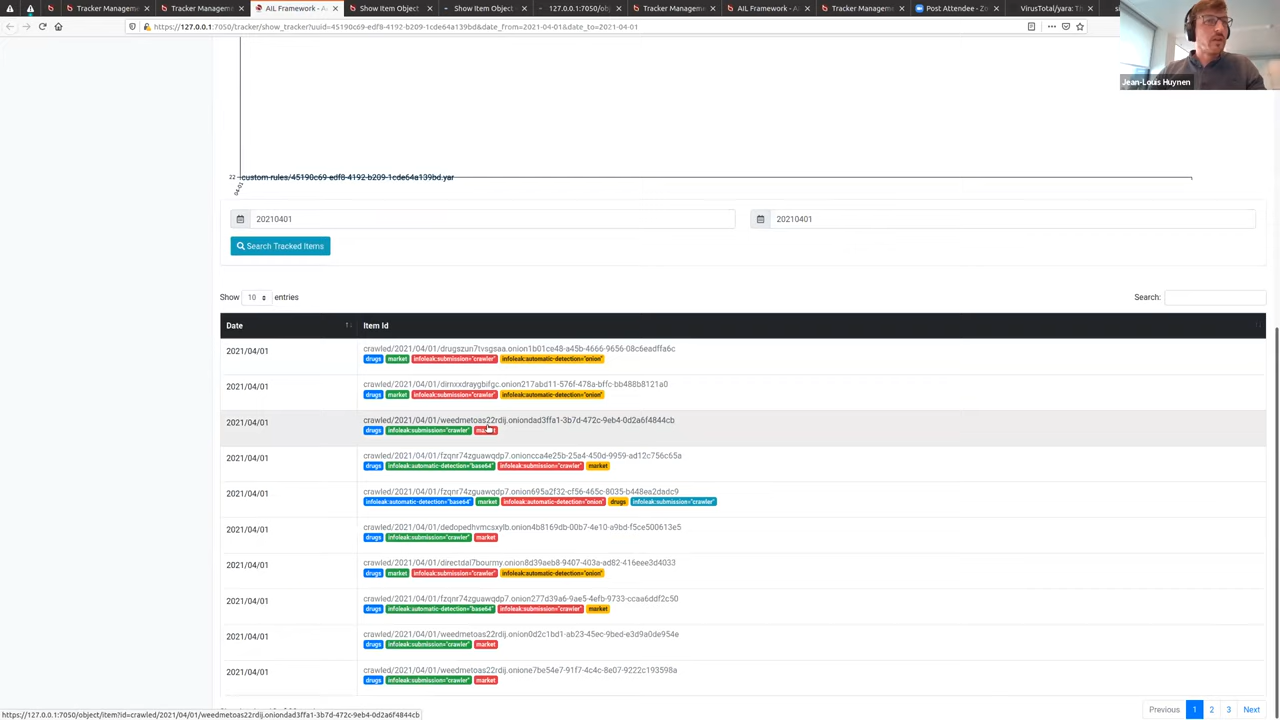 Tracker Managemen
Tracker Manageme
AIL Framework - A
Show Item Object
Show Item Object
127.0.0.1:7050/objec
Tracker Manageme
AIL Framework - A
Tracker Manageme
Post Attendee - Zo
VirusTotal/yara: Th
https://127.0.0.1:7050/tracker/show_tracker?uuid=45190c69-edf8-4192-b209-1cde64a139bd&date_from=2021-04-01&date_to=2021-04-01
Jean-Louis Huynen
22
custom-rules/45190c69-edf8-4192-b209-1cde64a139bd.yar
04-01
20210401
20210401
Search Tracked Items
Show 10 entries
Search:
Date
Item Id
2021/04/01
crawled/2021/04/01/drugszun7tvsgsaa.onion1b01ce48-a45b-4666-9656-08c6eadffa6c
drugs market infoleak:submission="crawler" infoleak:automatic-detection="onion"
2021/04/01
crawled/2021/04/01/dirnxxdraygbifgc.onion217abd11-576f-478a-bffc-bb488b8121a0
drugs market infoleak:submission="crawler" infoleak:automatic-detection="onion"
2021/04/01
crawled/2021/04/01/weedmetoas22rdij.oniondad3ffa1-3b7d-472c-9eb4-0d2a6f4844cb
drugs infoleak:submission="crawler"
2021/04/01
crawled/2021/04/01/fzqnr74zguawqdp7.onioncca4e25b-25a4-450d-9959-ad12c756c65a
drugs infoleak:automatic-detection="base64" infoleak:submission="crawler" market
2021/04/01
crawled/2021/04/01/fzqnr74zguawqdp7.onion695a2f32-cf56-465c-8035-b448ea2dadc9
infoleak:automatic-detection="base64" market infoleak:automatic-detection="onion" drugs infoleak:submission="crawler"
2021/04/01
crawled/2021/04/01/dedopedhvmcsxylb.onion4b8169db-00b7-4e10-a9bd-f5ce500613e5
drugs infoleak:submission="crawler" market
2021/04/01
crawled/2021/04/01/directdal7bourmy.onion8d39aeb8-9407-403a-ad82-416eee3d4033
drugs market infoleak:submission="crawler" infoleak:automatic-detection="onion"
2021/04/01
crawled/2021/04/01/fzqnr74zguawqdp7.onion277d39a6-9ae5-4efb-9733-ccaa6ddf2c50
drugs infoleak:automatic-detection="base64" infoleak:submission="crawler" market
2021/04/01
crawled/2021/04/01/weedmetoas22rdij.onion0d2c1bd1-ab23-45ec-9bed-e3d9a0de954e
drugs infoleak:submission="crawler" market
2021/04/01
crawled/2021/04/01/weedmetoas22rdij.onione7be54e7-91f7-4c4c-8e07-9222c193598a
drugs infoleak:submission="crawler" market
Previous 1 2 3 Next
https://127.0.0.1:7050/object/item?id=crawled/2021/04/01/weedmetoas22rdij.oniondad3ffa1-3b7d-472c-9eb4-0d2a6f4844cb